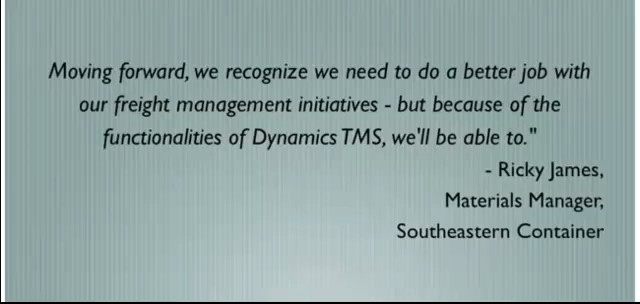 Moving forward, we recognize we need to do a better job with
our freight management initiatives - but because of the
functionalities of Dynamics TMS, we'll be able to."
- Ricky James,
Materials Manager,
Southeastern Container